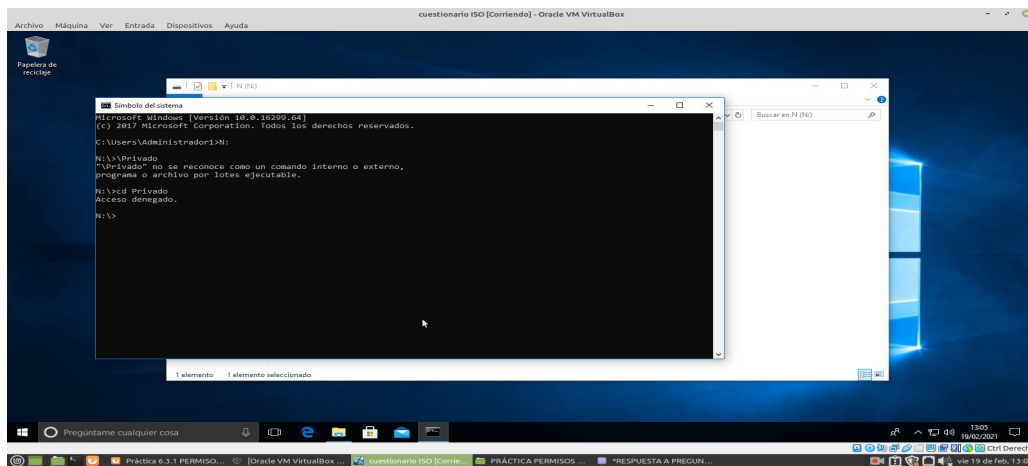 cuestionario ISO [Corriendo] - Oracle VM VirtualBox
Archivo Máquina Ver Entrada Dispositivos Ayuda
Papelera de
reciclaje
N (N:)
Símbolo del sistema
Buscar en N (N:)
Microsoft Windows [Versión 10.0.16299.64]
(c) 2017 Microsoft Corporation. Todos los derechos reservados.
C:\Users\Administrador1>N:
N:\>\Privado
"\Privado" no se reconoce como un comando interno o externo,
programa o archivo por lotes ejecutable.
N:\>cd Privado
Acceso denegado.
N:\>
1 elemento 1 elemento seleccionado
Pregúntame cualquier cosa
13:05
19/02/2021
Ctrl Derech
Práctica 6.3.1 PERMISO... [Oracle VM VirtualBox ... cuestionario ISO [Corrie... PRÁCTICA PERMISOS ... *RESPUESTA A PREGUN... vie 19 de feb, 13:0